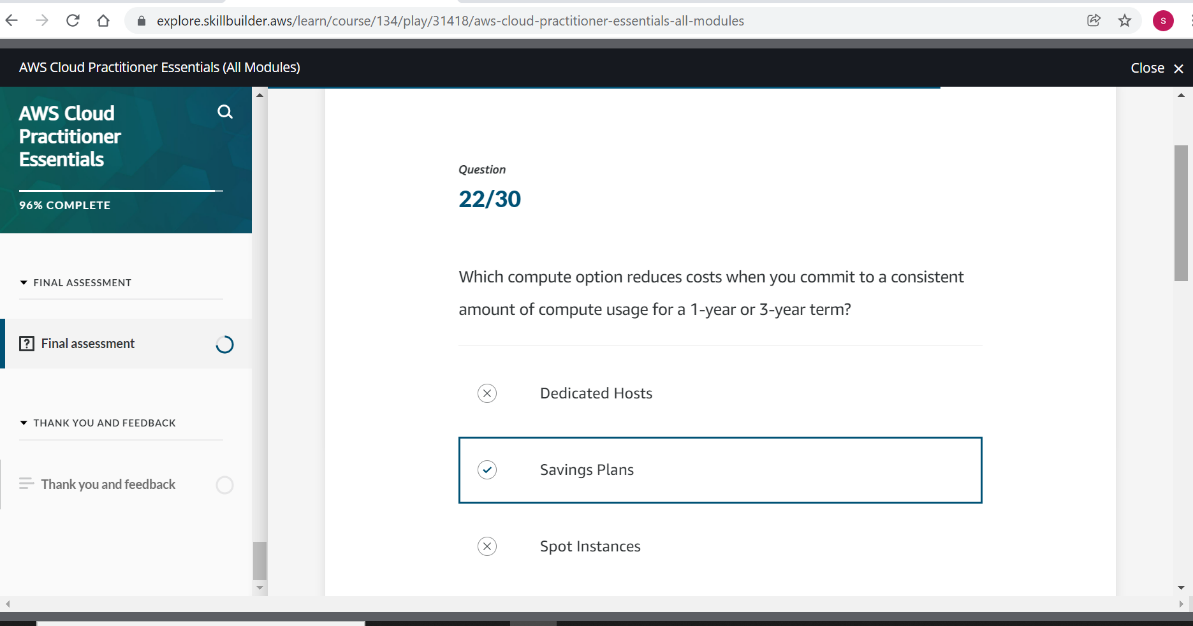 explore.skillbuilder.aws/learn/course/134/play/31418/aws-cloud-practitioner-essentials-all-modules
S
AWS Cloud Practitioner Essentials (All Modules)
Close
AWS Cloud
Practitioner
Essentials
96% COMPLETE
FINAL ASSESSMENT
Final assessment
THANK YOU AND FEEDBACK
Thank you and feedback
Question
22/30
Which compute option reduces costs when you commit to a consistent
amount of compute usage for a 1-year or 3-year term?
Dedicated Hosts
Savings Plans
Spot Instances